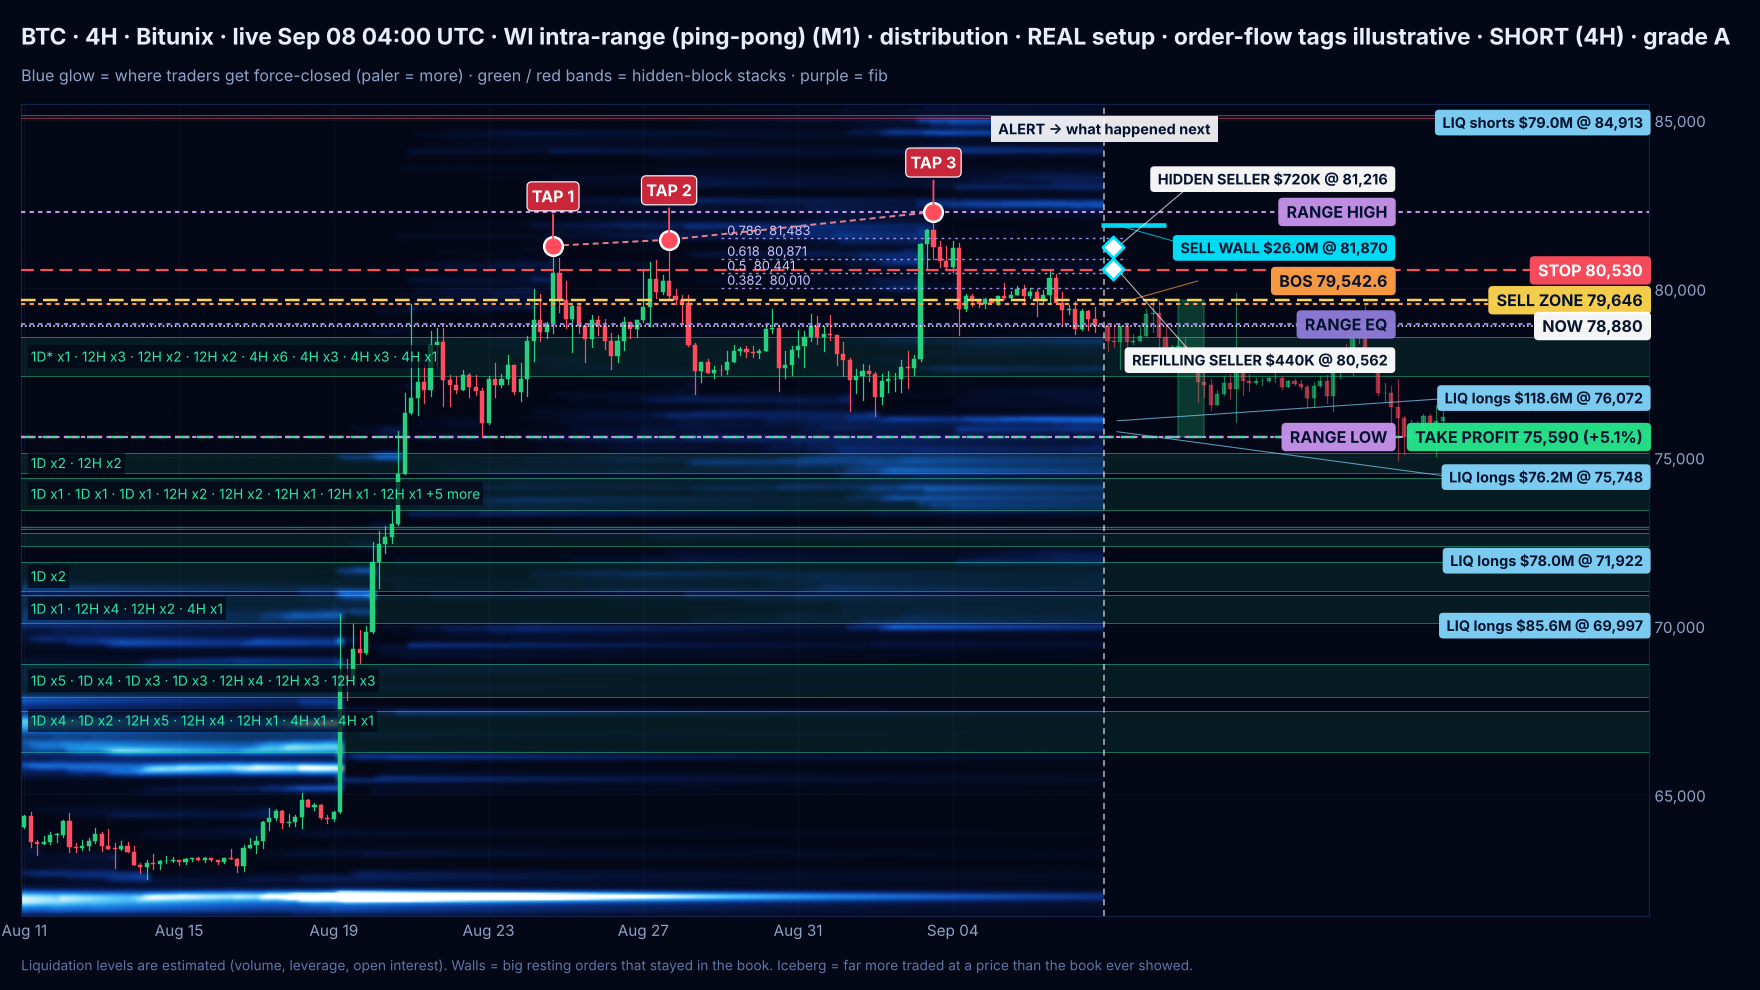 BTC · 4H · Bitunix · live Sep 08 04:00 UTC · WI intra-range (ping-pong) (M1) · distribution · REAL setup · order-flow tags illustrative · SHORT (4H) · grade A
Blue glow = where traders get force-closed (paler = more) · green / red bands = hidden-block stacks · purple = fib
LIQ shorts $79.0M @ 84,913
85,000
ALERT → what happened next
TAP 3
TAP 2
TAP 1
HIDDEN SELLER $720K @ 81,216
RANGE HIGH
0.786 81,483
SELL WALL $26.0M @ 81,870
0.618 80,871
0.5 80,441
STOP 80,530
0.382 80,010
BOS 79,542.6
80,000
SELL ZONE 79,646
RANGE EQ
NOW 78,880
1D* x1 · 12H x3 · 12H x2 · 12H x2 · 4H x6 · 4H x3 · 4H x3 · 4H x1
REFILLING SELLER $440K @ 80,562
LIQ longs $118.6M @ 76,072
RANGE LOW
TAKE PROFIT 75,590 (+5.1%)
75,000
1D x2 · 12H x2
LIQ longs $76.2M @ 75,748
1D x1 · 1D x1 · 1D x1 · 12H x2 · 12H x2 · 12H x1 · 12H x1 · 12H x1 +5 more
LIQ longs $78.0M @ 71,922
1D x2
1D x1 · 12H x4 · 12H x2 · 4H x1
LIQ longs $85.6M @ 69,997
70,000
1D x5 · 1D x4 · 1D x3 · 1D x3 · 12H x4 · 12H x3 · 12H x3
1D x4 · 1D x2 · 12H x5 · 12H x4 · 12H x1 · 4H x1 · 4H x1
65,000
Aug 11
Aug 15
Aug 19
Aug 23
Aug 27
Aug 31
Sep 04
Liquidation levels are estimated (volume, leverage, open interest). Walls = big resting orders that stayed in the book. Iceberg = far more traded at a price than the book ever showed.